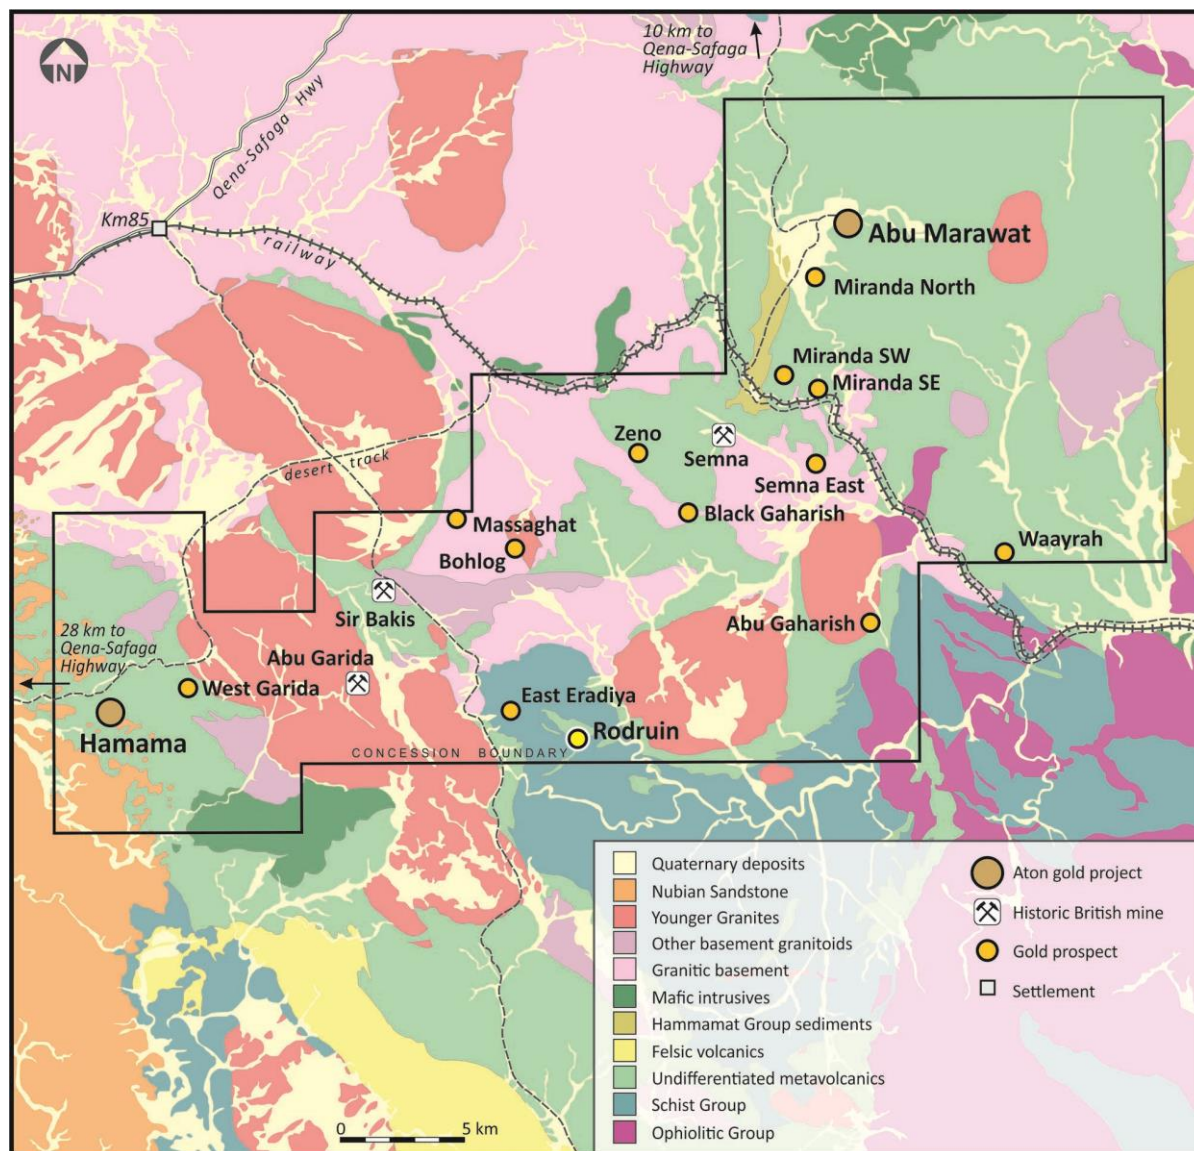 10 km to
Qena-Safaga
Highway
N
Qena-Safoga Hwy
Km85
railway
Abu Marawat
Miranda North
Miranda SW
Miranda SE
Zeno
Semna
desert track
Semna East
Massaghat
Black Gaharish
Bohlog
Waayrah
Sir Bakis
28 km to
Qena-Safaga
Highway
Abu Gaharish
Abu Garida
West Garida
East Eradiya
Rodruin
Hamama
CONCESSION BOUNDARY
Quaternary deposits
Nubian Sandstone
Younger Granites
Other basement granitoids
Granitic basement
Mafic intrusives
Hammamat Group sediments
Felsic volcanics
Undifferentiated metavolcanics
Schist Group
Ophiolitic Group
Aton gold project
Historic British mine
Gold prospect
Settlement
0 5 km